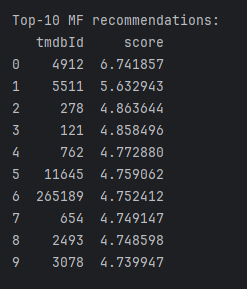 Top-10 MF recommendations:
   tmdbId     score
0    4912  6.741857
1    5511  5.632943
2     278  4.863644
3     121  4.858496
4     762  4.772880
5   11645  4.759062
6  265189  4.752412
7     654  4.749147
8    2493  4.748598
9    3078  4.739947